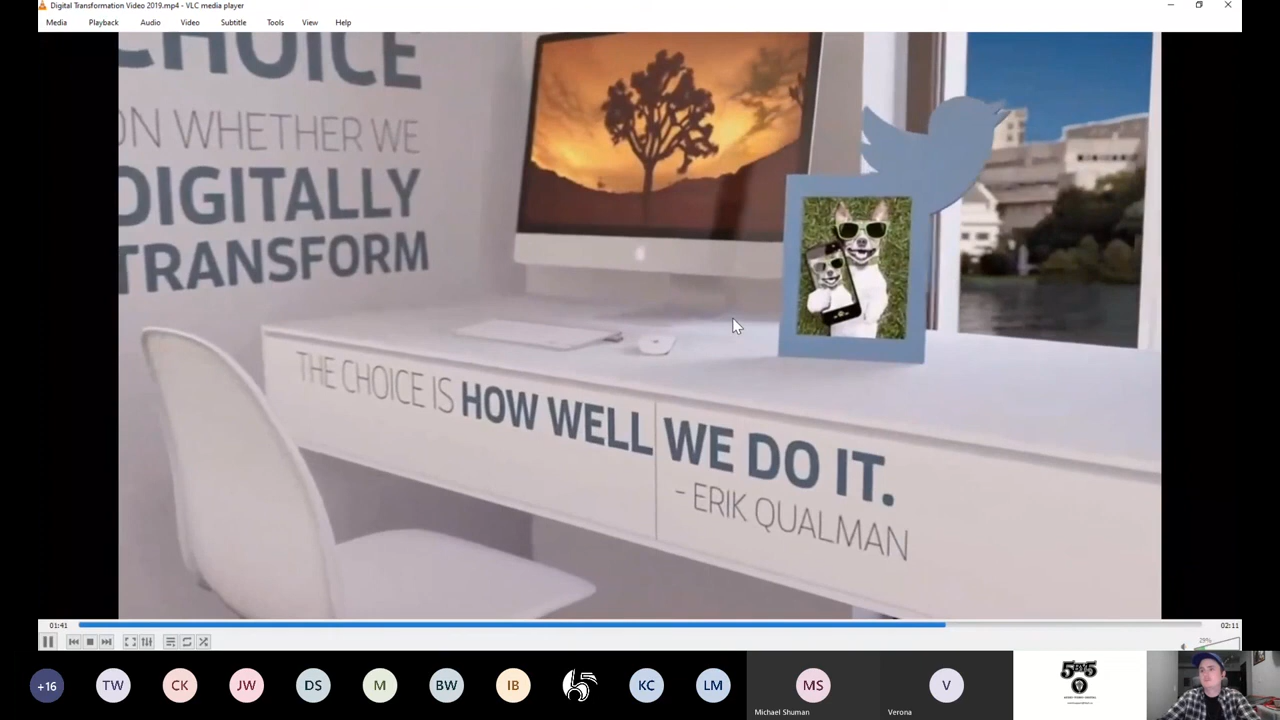 Digital Transformation Video 2019.mp4 - VLC media player
Media Playback Audio Video Subtitle Tools View Help
CHOICE
ON WHETHER WE
DIGITALLY
TRANSFORM
THE CHOICE IS HOW WELL WE DO IT.
- ERIK QUALMAN
01:41 02:11
29%
+16 TW CK JW DS M BW IB KC LM MS V
5BY5
Michael Shuman Verona